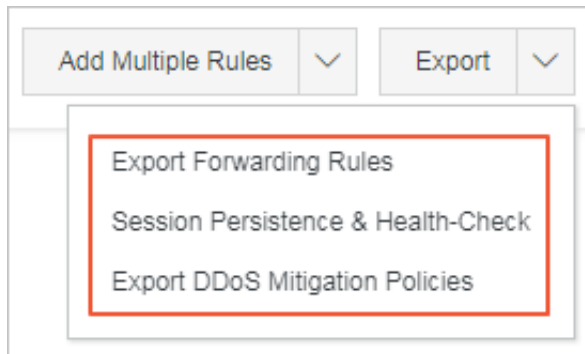 Add Multiple Rules
Export
Export Forwarding Rules
Session Persistence & Health-Check
Export DDoS Mitigation Policies